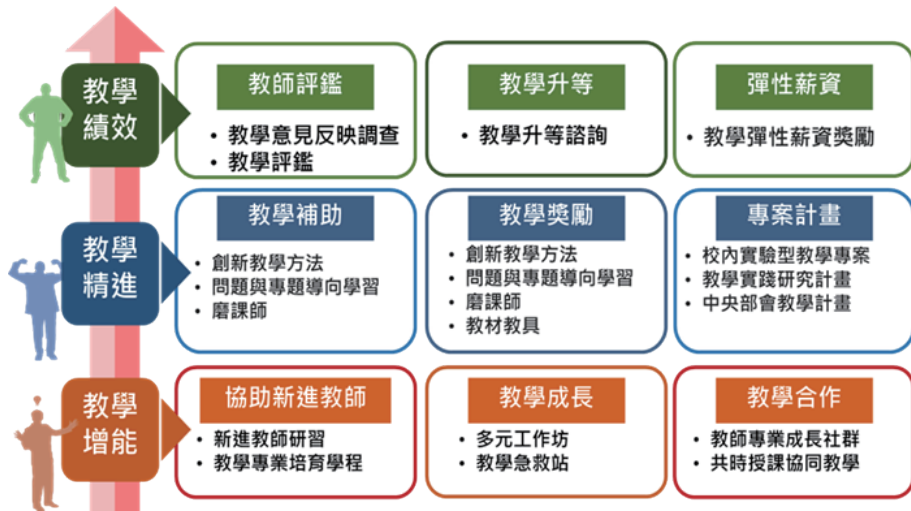 教學
績效
教師評鑑
• 教學意見反映調查
• 教學評鑑
教學升等
• 教學升等諮詢
彈性薪資
• 教學彈性薪資獎勵
教學
精進
教學補助
• 創新教學方法
• 問題與專題導向學習
• 磨課師
教學獎勵
• 創新教學方法
• 問題與專題導向學習
• 磨課師
• 教材教具
專案計畫
• 校內實驗型教學專案
• 教學實踐研究計畫
• 中央部會教學計畫
教學
增能
協助新進教師
• 新進教師研習
• 教學專業培育學程
教學成長
• 多元工作坊
• 教學急救站
教學合作
• 教師專業成長社群
• 共時授課協同教學